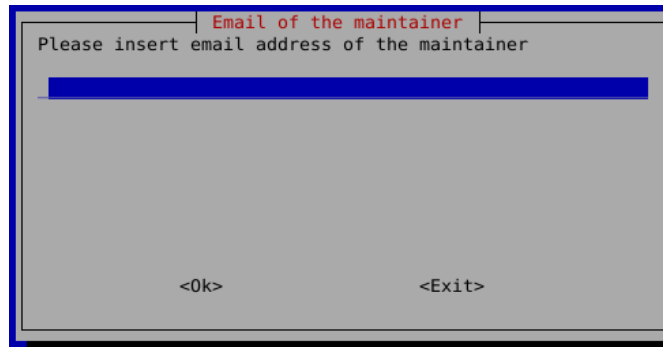 Email of the maintainer
Please insert email address of the maintainer
<Ok> <Exit>